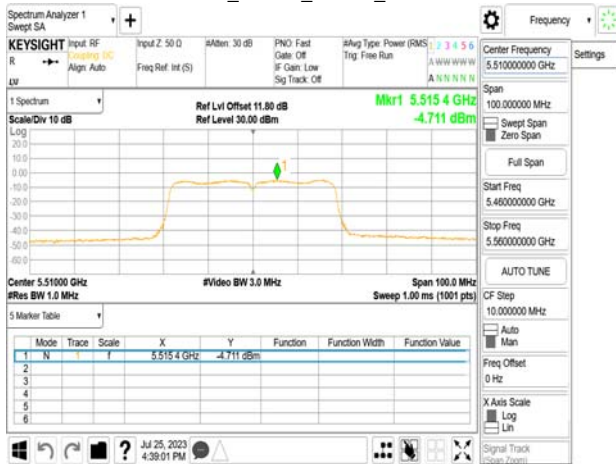 Spectrum Analyzer 1
Swept SA
+
Frequency
KEYSIGHT
R
LV
Input: RF
Coupling: DC
Align: Auto
Input Z: 50 Ω
Freq Ref: Int (S)
#Atten: 30 dB
PNO: Fast
Gate: Off
IF Gain: Low
Sig Track: Off
#Avg Type: Power (RMS
Trig: Free Run
1 2 3 4 5 6
A W W W W W
A N N N N N
1 Spectrum
Scale/Div 10 dB
Log
Ref Lvl Offset 11.80 dB
Ref Level 30.00 dBm
Mkr1 5.515 4 GHz
-4.711 dBm
20.0
10.0
0.00
-10.0
-20.0
-30.0
-40.0
-50.0
-60.0
1
Center 5.51000 GHz
#Res BW 1.0 MHz
#Video BW 3.0 MHz
Span 100.0 MHz
Sweep 1.00 ms (1001 pts)
5 Marker Table
Mode Trace Scale X Y Function Function Width Function Value
1 N 1 f 5.515 4 GHz -4.711 dBm
2
3
4
5
6
?
Jul 25, 2023
4:39:01 PM
Center Frequency
5.510000000 GHz
Settings
Span
100.000000 MHz
Swept Span
Zero Span
Full Span
Start Freq
5.460000000 GHz
Stop Freq
5.560000000 GHz
AUTO TUNE
CF Step
10.000000 MHz
Auto
Man
Freq Offset
0 Hz
X Axis Scale
Log
Lin
Signal Track
(Span Zoom)